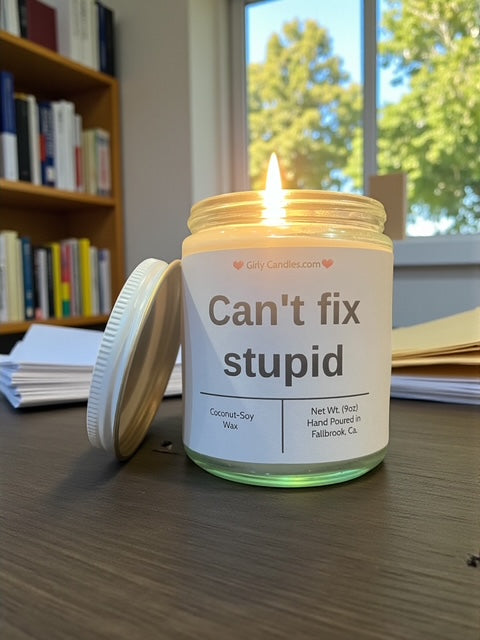 ❤Girly Candles.com❤
Can't fix
stupid
Coconut-Soy
Wax
Net Wt. (9oz)
Hand Poured in
Fallbrook, Ca.